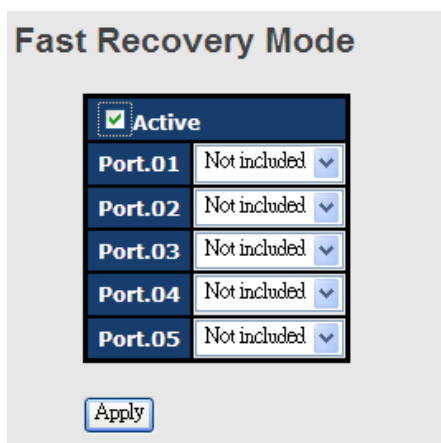 Fast Recovery Mode
Active
Port.01 Not included
Port.02 Not included
Port.03 Not included
Port.04 Not included
Port.05 Not included
Apply